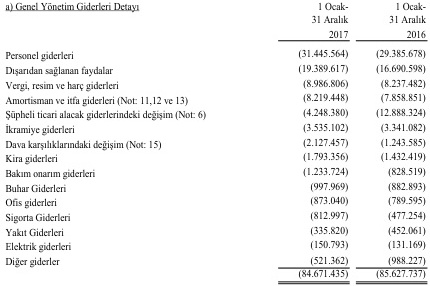 a) Genel Yönetim Giderleri Detayı 1 Ocak- 1 Ocak-
31 Aralık 31 Aralık
2017 2016
Personel giderleri (31.445.564) (29.385.678)
Dışarıdan sağlanan faydalar (19.389.617) (16.690.598)
Vergi, resim ve harç giderleri (8.986.806) (8.237.482)
Amortisman ve itfa giderleri (Not: 11,12 ve 13) (8.219.448) (7.858.851)
Şüpheli ticari alacak giderlerindeki değişim (Not: 6) (4.248.380) (12.888.324)
İkramiye giderleri (3.535.102) (3.341.082)
Dava karşılıklarındaki değişim (Not: 15) (2.127.457) (1.243.585)
Kira giderleri (1.793.356) (1.432.419)
Bakım onarım giderleri (1.233.724) (828.519)
Buhar Giderleri (997.969) (882.893)
Ofis giderleri (873.040) (789.595)
Sigorta Giderleri (812.997) (477.254)
Yakıt Giderleri (335.820) (452.061)
Elektrik giderleri (150.793) (131.169)
Diğer giderler (521.362) (988.227)
(84.671.435) (85.627.737)